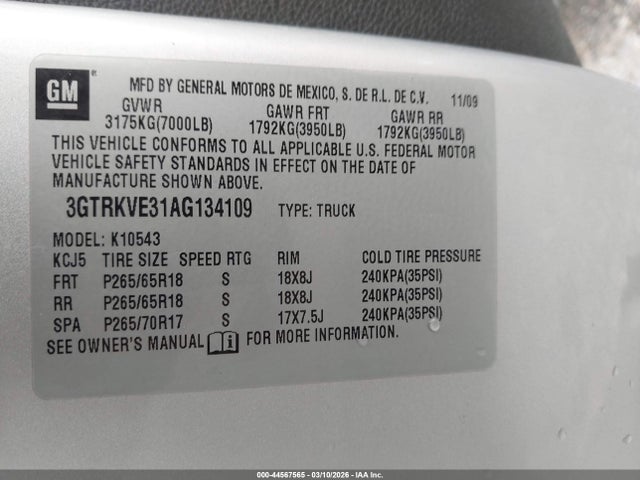 GM
MFD BY GENERAL MOTORS DE MEXICO, S. DE R.L. DE C.V. 11/09
GVWR GAWR FRT GAWR RR
3175KG(7000LB) 1792KG(3950LB) 1792KG(3950LB)
THIS VEHICLE CONFORMS TO ALL APPLICABLE U.S. FEDERAL MOTOR
VEHICLE SAFETY STANDARDS IN EFFECT ON THE DATE OF
MANUFACTURE SHOWN ABOVE.
3GTRKVE31AG134109 TYPE: TRUCK
MODEL: K10543
KCJ5 TIRE SIZE SPEED RTG RIM COLD TIRE PRESSURE
FRT P265/65R18 S 18X8J 240KPA(35PSI)
RR P265/65R18 S 18X8J 240KPA(35PSI)
SPA P265/70R17 S 17X7.5J 240KPA(35PSI)
SEE OWNER'S MANUAL i FOR MORE INFORMATION.
000-44567565 - 03/10/2026 - IAA Inc.